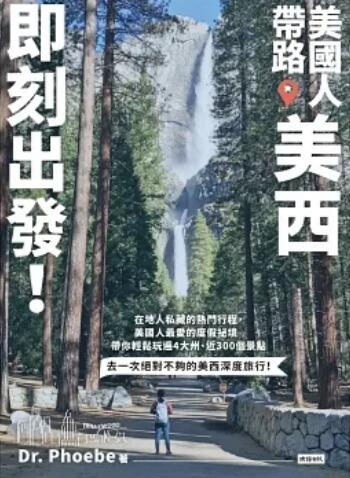 美國人
帶路
美西
即刻出發！
在地人私藏的熱門行程，
美國人最愛的度假祕境，
帶你輕鬆玩遍4大州、近300個景點
去一次絕對不夠的美西深度旅行！
Dr. Phoebe 著